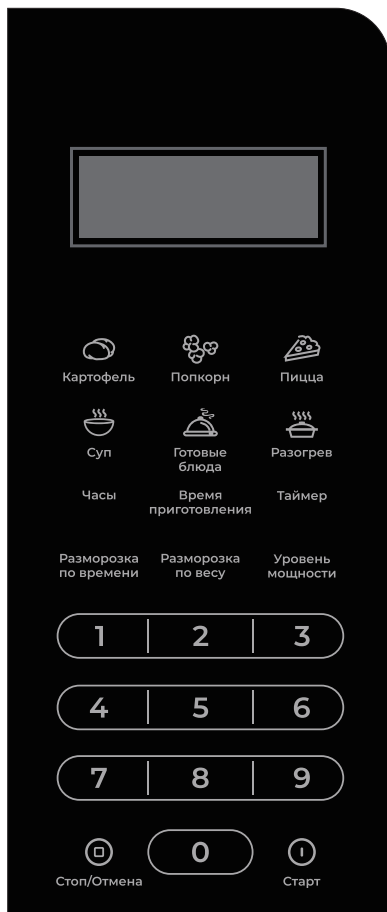 Картофель Попкорн Пицца
Суп Готовые блюда Разогрев
Часы Время приготовления Таймер
Разморозка по времени Разморозка по весу Уровень мощности
1 2 3
4 5 6
7 8 9
0
Стоп/Отмена Старт